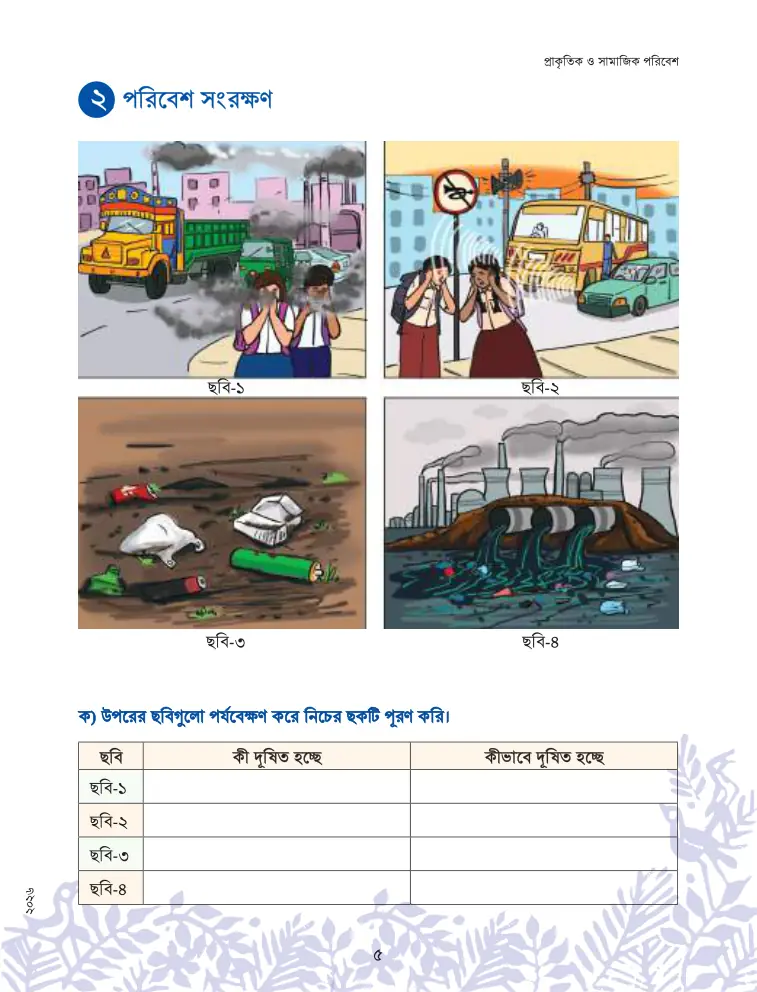 প্রাকৃতিক ও সামাজিক পরিবেশ
২ পরিবেশ সংরক্ষণ
ছবি-১
ছবি-২
ছবি-৩
ছবি-৪
ক) উপরের ছবিগুলো পর্যবেক্ষণ করে নিচের ছকটি পূরণ করি।
ছবি কী দূষিত হচ্ছে কীভাবে দূষিত হচ্ছে
ছবি-১
ছবি-২
ছবি-৩
ছবি-৪
২০২৬
৫